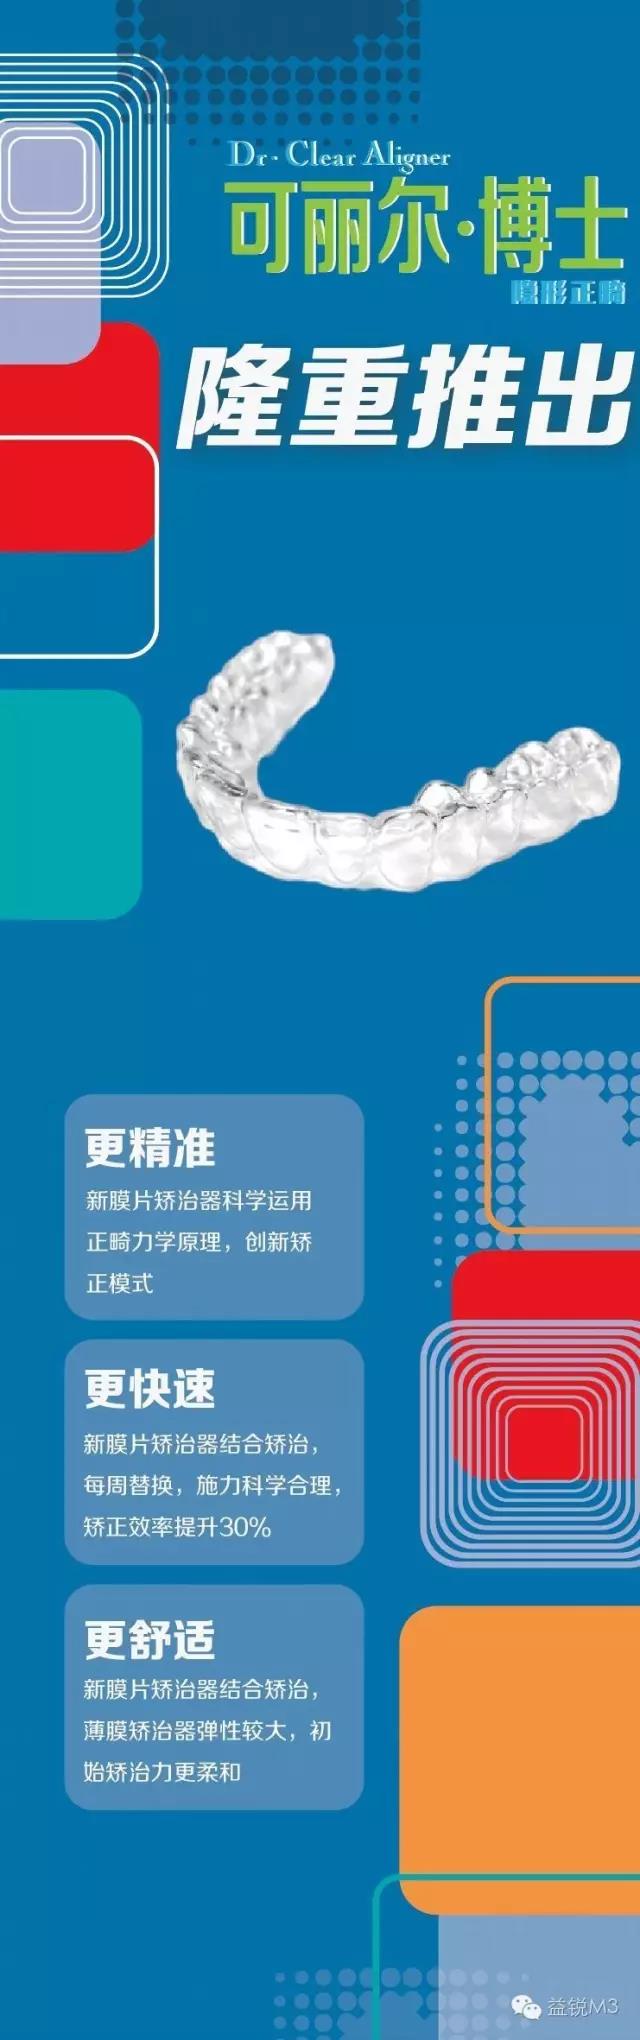 Dr·Clear Aligner
可丽尔·博士
隐形正畸
隆重推出
更精准
新膜片矫治器科学运用
正畸力学原理，创新矫
正模式
更快速
新膜片矫治器结合矫治，
每周替换，施力科学合理，
矫正效率提升30%
更舒适
新膜片矫治器结合矫治，
薄膜矫治器弹性较大，初
始矫治力更柔和
益锐M3